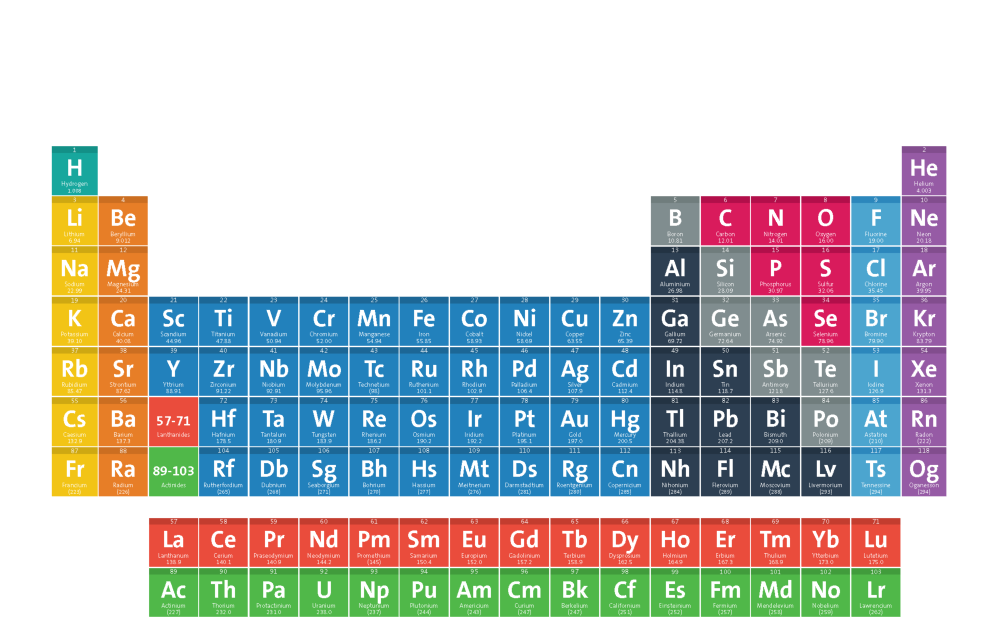 1 2
H He
Hydrogen Helium
1.008 4.003
3 4 5 6 7 8 9 10
Li Be B C N O F Ne
Lithium Beryllium Boron Carbon Nitrogen Oxygen Fluorine Neon
6.94 9.012 10.81 12.01 14.01 16.00 19.00 20.18
11 12 13 14 15 16 17 18
Na Mg Al Si P S Cl Ar
Sodium Magnesium Aluminium Silicon Phosphorus Sulfur Chlorine Argon
22.99 24.31 26.98 28.09 30.97 32.06 35.45 39.95
19 20 21 22 23 24 25 26 27 28 29 30 31 32 33 34 35 36
K Ca Sc Ti V Cr Mn Fe Co Ni Cu Zn Ga Ge As Se Br Kr
Potassium Calcium Scandium Titanium Vanadium Chromium Manganese Iron Cobalt Nickel Copper Zinc Gallium Germanium Arsenic Selenium Bromine Krypton
39.10 40.08 44.96 47.88 50.94 52.00 54.94 55.85 58.93 58.69 63.55 65.39 69.72 72.64 74.92 78.96 79.90 83.79
37 38 39 40 41 42 43 44 45 46 47 48 49 50 51 52 53 54
Rb Sr Y Zr Nb Mo Tc Ru Rh Pd Ag Cd In Sn Sb Te I Xe
Rubidium Strontium Yttrium Zirconium Niobium Molybdenum Technetium Ruthenium Rhodium Palladium Silver Cadmium Indium Tin Antimony Tellurium Iodine Xenon
85.47 87.62 88.91 91.22 92.91 95.96 [98] 101.1 102.9 106.4 107.9 112.4 114.8 118.7 121.8 127.6 126.9 131.3
55 56 72 73 74 75 76 77 78 79 80 81 82 83 84 85 86
Cs Ba 57-71 Hf Ta W Re Os Ir Pt Au Hg Tl Pb Bi Po At Rn
Caesium Barium Lanthanides Hafnium Tantalum Tungsten Rhenium Osmium Iridium Platinum Gold Mercury Thallium Lead Bismuth Polonium Astatine Radon
132.9 137.3 178.5 180.9 183.9 186.2 190.2 192.2 195.1 197.0 200.5 204.38 207.2 209.0 [209] [210] [222]
87 88 104 105 106 107 108 109 110 111 112 113 114 115 116 117 118
Fr Ra 89-103 Rf Db Sg Bh Hs Mt Ds Rg Cn Nh Fl Mc Lv Ts Og
Francium Radium Actinides Rutherfordium Dubnium Seaborgium Bohrium Hassium Meitnerium Darmstadtium Roentgenium Copernicium Nihonium Flerovium Moscovium Livermorium Tennessine Oganesson
[223] [226] [265] [268] [271] [270] [277] [276] [281] [280] [285] [284] [289] [288] [293] [294] [294]
57 58 59 60 61 62 63 64 65 66 67 68 69 70 71
La Ce Pr Nd Pm Sm Eu Gd Tb Dy Ho Er Tm Yb Lu
Lanthanum Cerium Praseodymium Neodymium Promethium Samarium Europium Gadolinium Terbium Dysprosium Holmium Erbium Thulium Ytterbium Lutetium
138.9 140.1 140.9 144.2 [145] 150.4 152.0 157.2 158.9 162.5 164.9 167.3 168.9 173.0 175.0
89 90 91 92 93 94 95 96 97 98 99 100 101 102 103
Ac Th Pa U Np Pu Am Cm Bk Cf Es Fm Md No Lr
Actinium Thorium Protactinium Uranium Neptunium Plutonium Americium Curium Berkelium Californium Einsteinium Fermium Mendelevium Nobelium Lawrencium
[227] 232.0 231.0 238.0 [237] [244] [243] [247] [247] [251] [252] [257] [258] [259] [262]